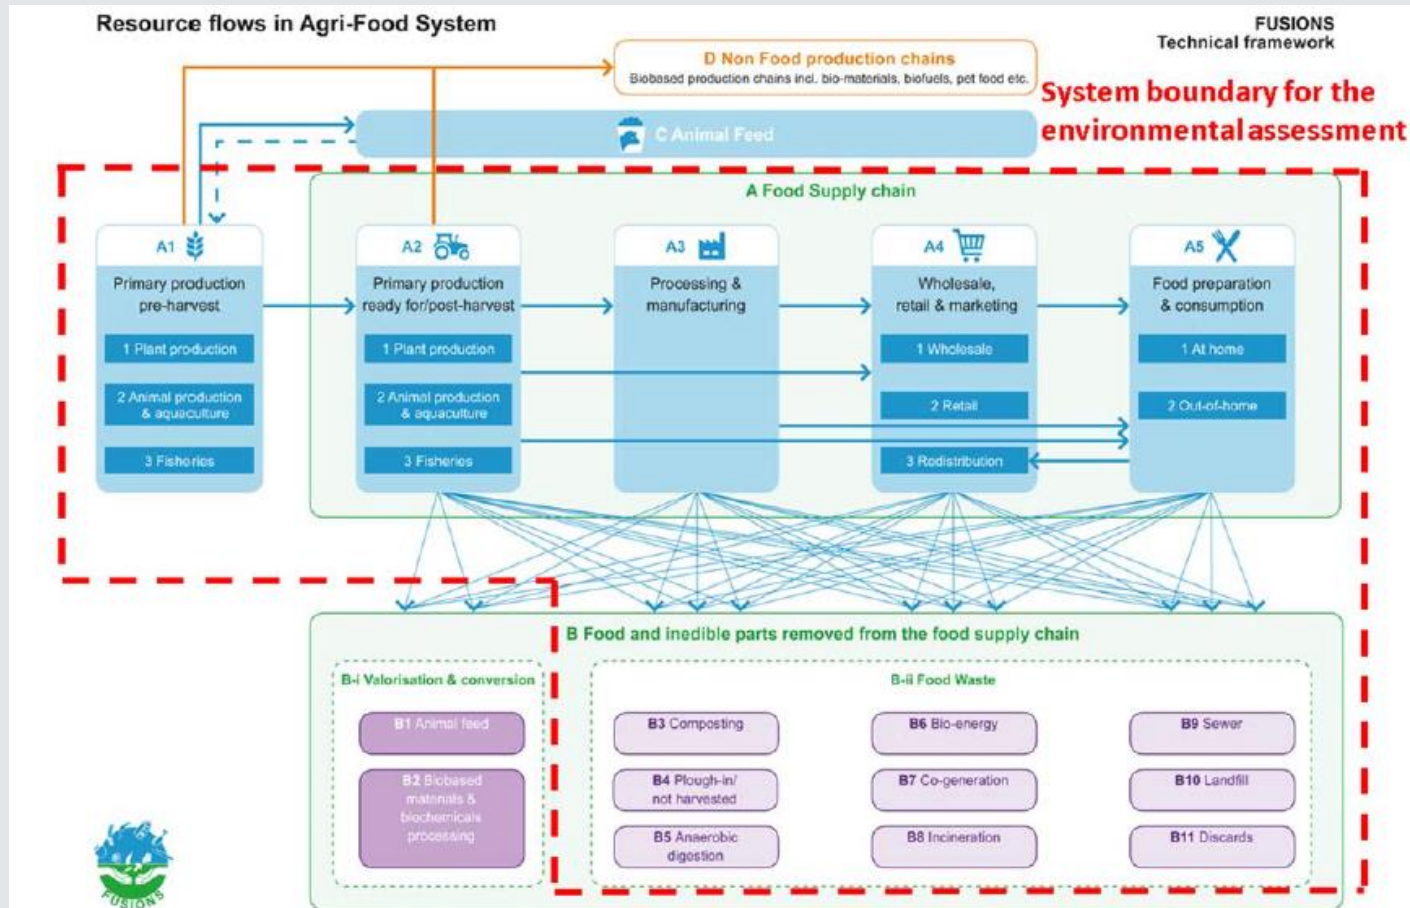 Resource flows in Agri-Food System
FUSIONS
Technical framework
D Non Food production chains
Biobased production chains incl. bio-materials, biofuels, pet food etc.
System boundary for the
environmental assessment
C Animal Feed
A Food Supply chain
A1
Primary production
pre-harvest
1 Plant production
2 Animal production
& aquaculture
3 Fisheries
A2
Primary production
ready for/post-harvest
1 Plant production
2 Animal production
& aquaculture
3 Fisheries
A3
Processing &
manufacturing
A4
Wholesale,
retail & marketing
1 Wholesale
2 Retail
3 Redistribution
A5
Food preparation
& consumption
1 At home
2 Out-of-home
B Food and inedible parts removed from the food supply chain
B-i Valorisation & conversion
B1 Animal feed
B2 Biobased
materials &
biochemicals
processing
B-ii Food Waste
B3 Composting
B4 Plough-in/
not harvested
B5 Anaerobic
digestion
B6 Bio-energy
B7 Co-generation
B8 Incineration
B9 Sewer
B10 Landfill
B11 Discards
FUSIONS